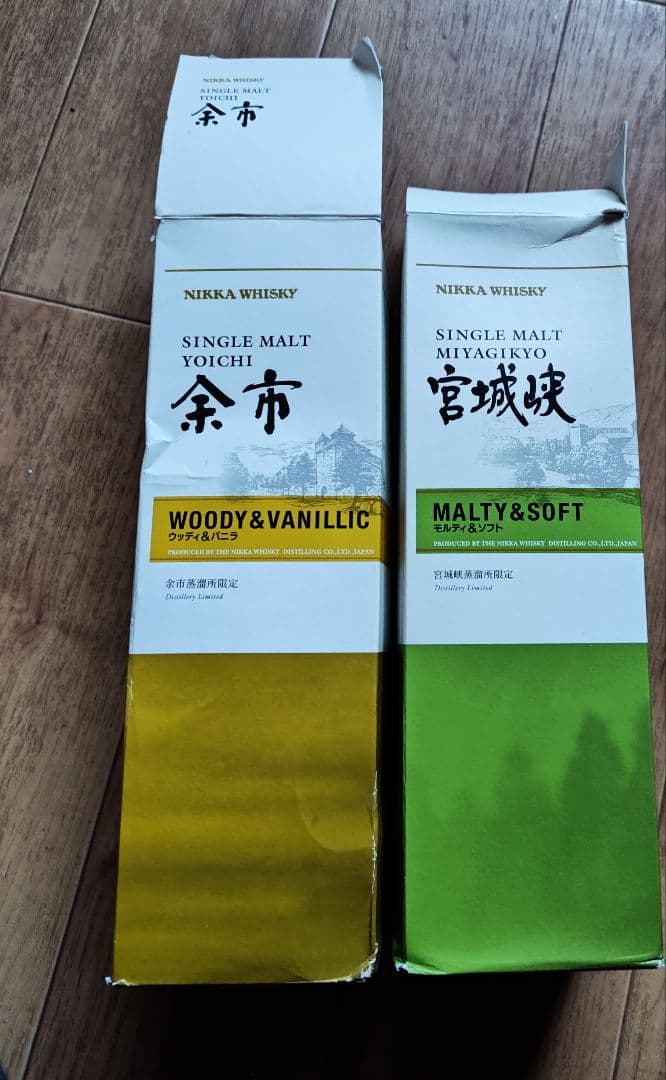 NIKKA WHISKY
SINGLE MALT
YOICHI
余市
NIKKA WHISKY
SINGLE MALT
YOICHI
余市
WOODY&VANILLIC
ウッディ&バニラ
PRODUCED BY THE NIKKA WHISKY DISTILLING CO.,LTD.,JAPAN
余市蒸溜所限定
Distillery Limited
NIKKA WHISKY
SINGLE MALT
MIYAGIKYO
宮城峡
MALTY&SOFT
モルティ&ソフト
PRODUCED BY THE NIKKA WHISKY DISTILLING CO.,LTD.,JAPAN
宮城峡蒸溜所限定
Distillery Limited